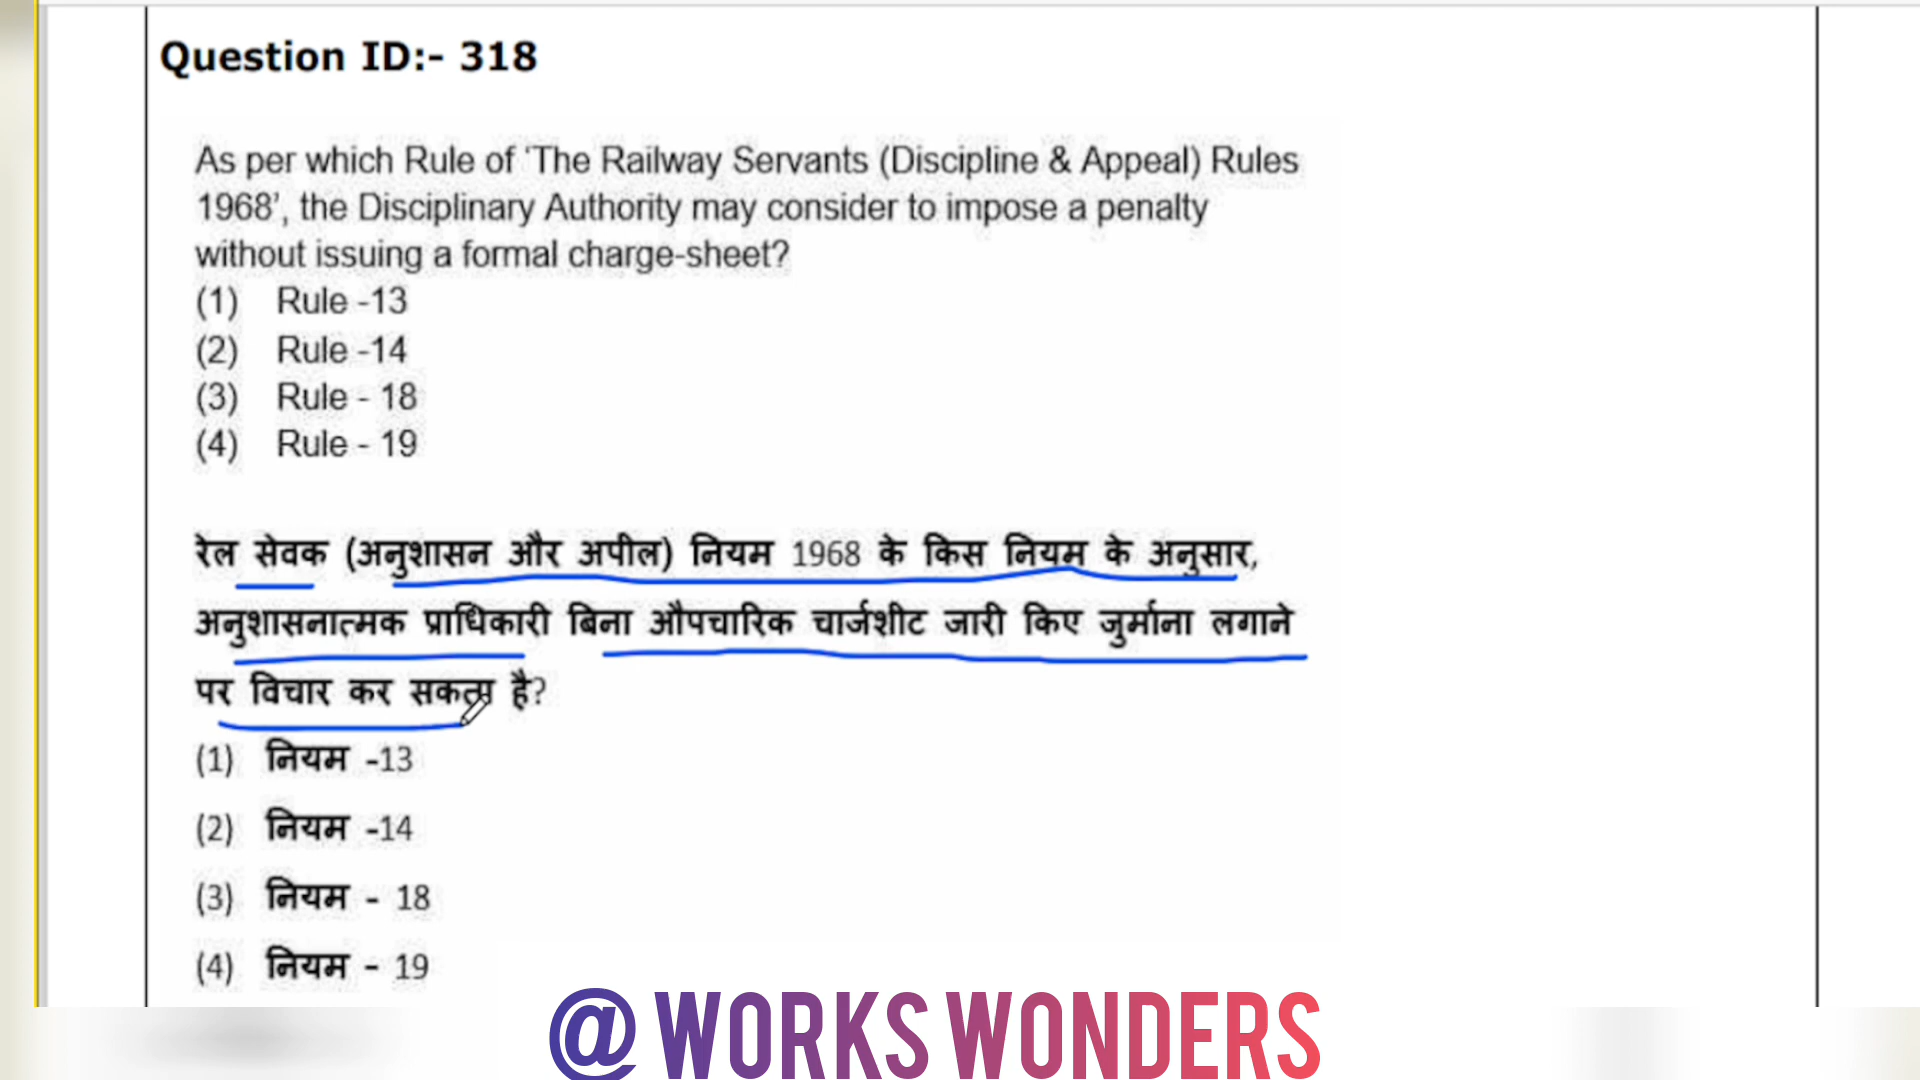 Question ID:- 318
As per which Rule of 'The Railway Servants (Discipline & Appeal) Rules
1968', the Disciplinary Authority may consider to impose a penalty
without issuing a formal charge-sheet?
(1) Rule -13
(2) Rule -14
(3) Rule - 18
(4) Rule - 19
रेल सेवक (अनुशासन और अपील) नियम 1968 के किस नियम के अनुसार,
अनुशासनात्मक प्राधिकारी बिना औपचारिक चार्जशीट जारी किए जुर्माना लगाने
पर विचार कर सकता है?
(1) नियम -13
(2) नियम -14
(3) नियम - 18
(4) नियम - 19
@ WORKS WONDERS